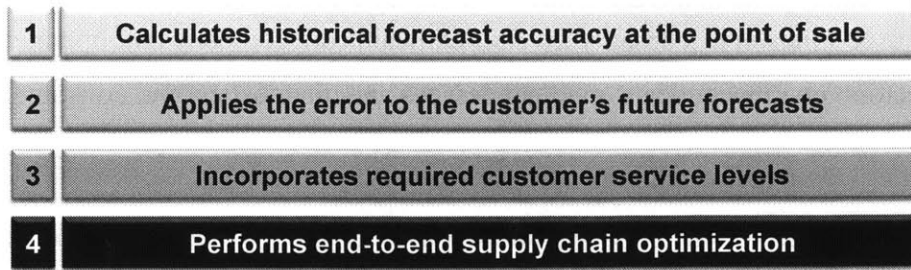 1 Calculates historical forecast accuracy at the point of sale
2 Applies the error to the customer's future forecasts
3 Incorporates required customer service levels
4 Performs end-to-end supply chain optimization